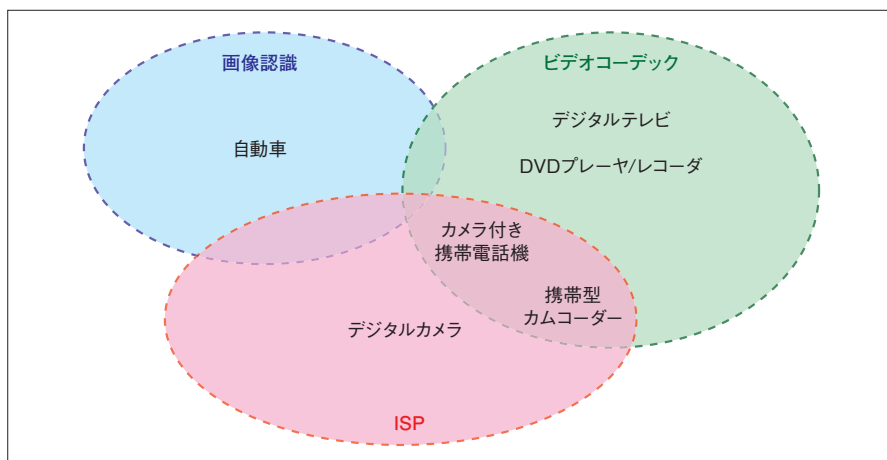 画像認識
ビデオコーデック
デジタルテレビ
自動車
DVDプレーヤ/レコーダ
カメラ付き
携帯電話機
携帯型
カムコーダー
デジタルカメラ
ISP